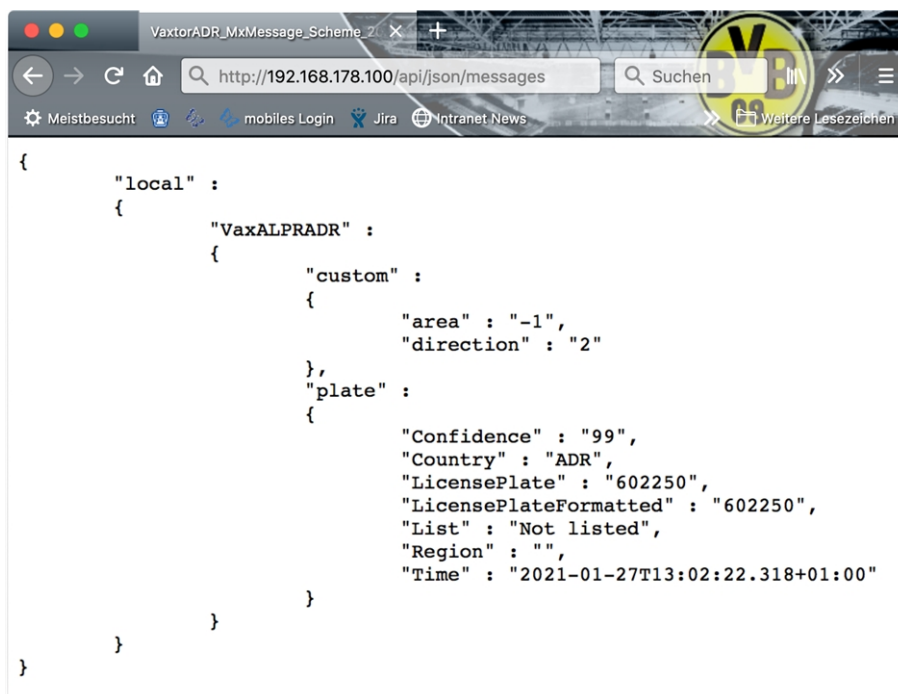 VaxtorADR_MxMessage_Scheme_2
http://192.168.178.100/api/json/messages
Suchen
BVB
09
Meistbesucht
mobiles Login
Jira
Intranet News
Weitere Lesezeichen
{
"local" :
{
"VaxALPRADR" :
{
"custom" :
{
"area" : "-1",
"direction" : "2"
},
"plate" :
{
"Confidence" : "99",
"Country" : "ADR",
"LicensePlate" : "602250",
"LicensePlateFormatted" : "602250",
"List" : "Not listed",
"Region" : "",
"Time" : "2021-01-27T13:02:22.318+01:00"
}
}
}
}